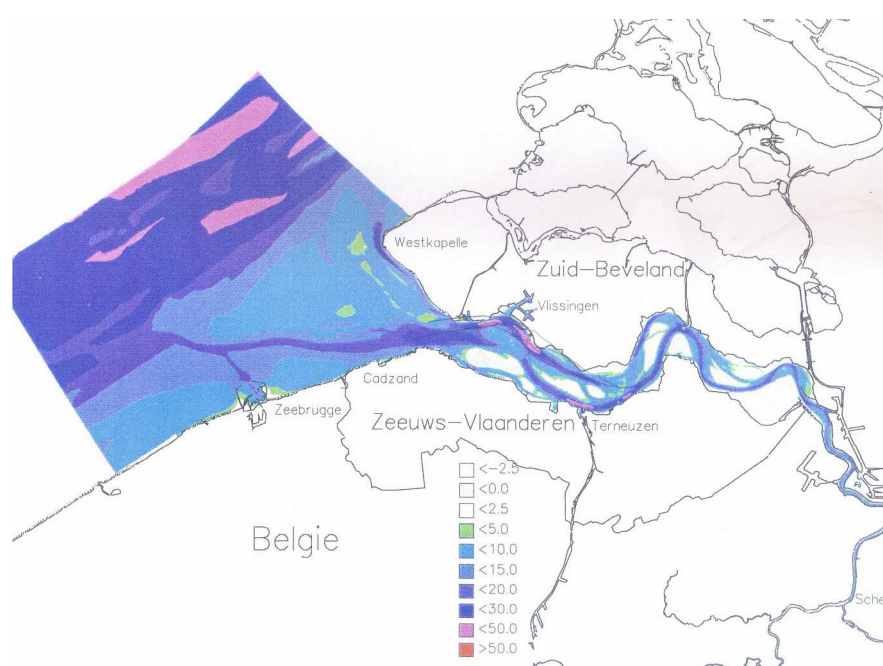 Westkapelle
Zuid-Beveland
Vlissingen
Cadzand
Zeebrugge
Zeeuws-Vlaanderen
Terneuzen
Belgie
<-2.5
<0.0
<2.5
<5.0
<10.0
<15.0
<20.0
<30.0
<50.0
>50.0
Sche